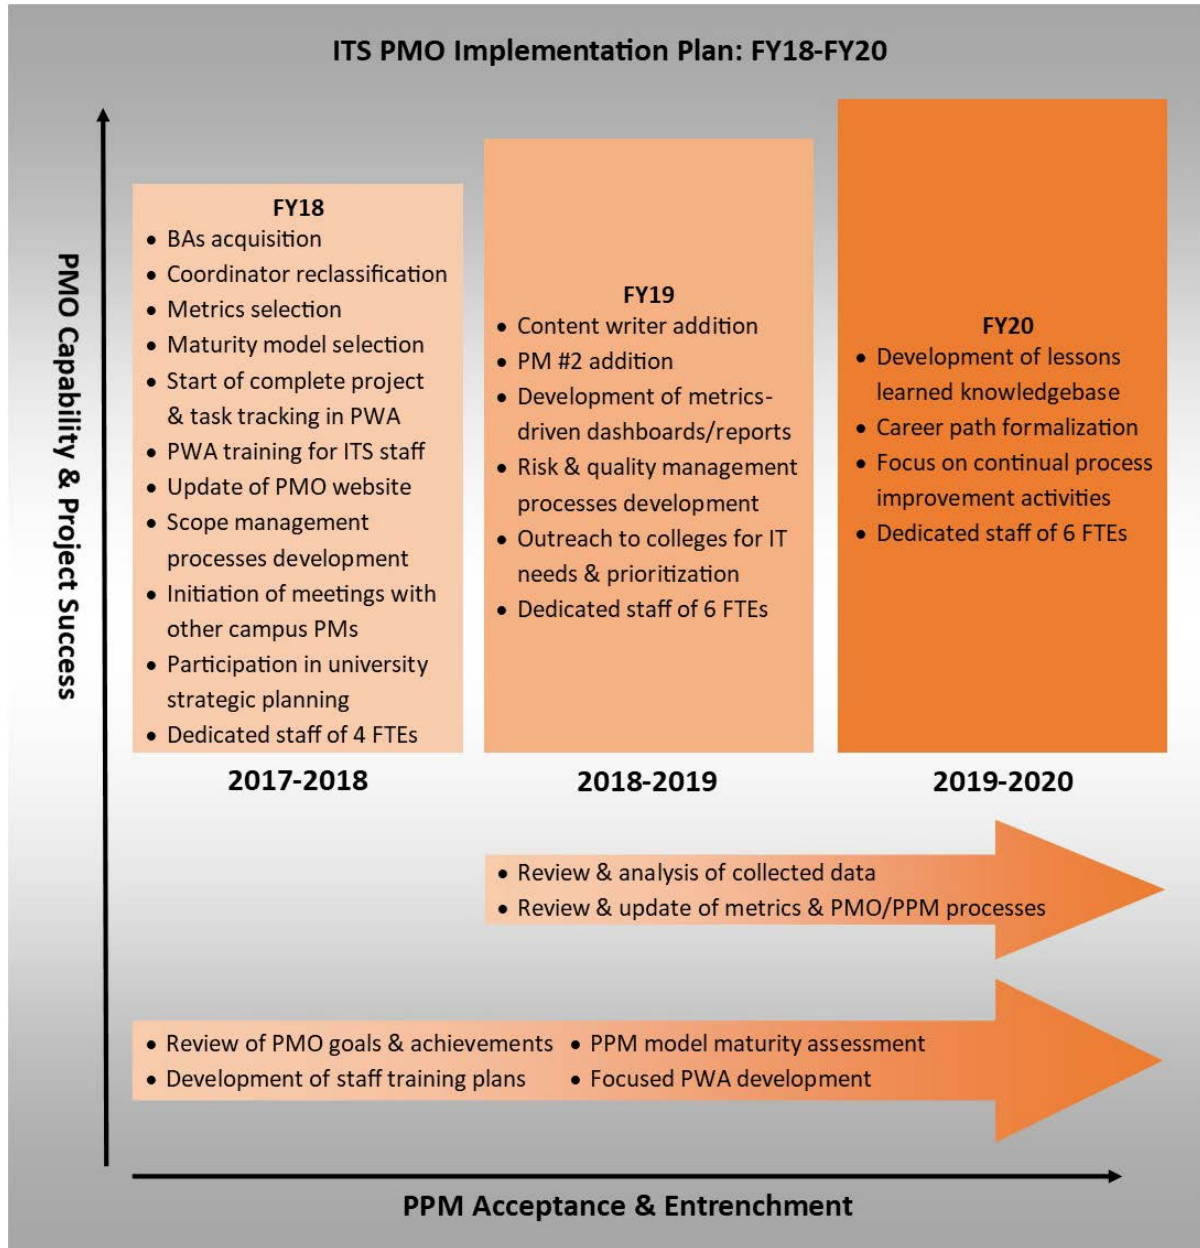 ITS PMO Implementation Plan: FY18-FY20
PMO Capability & Project Success
FY18
• BAs acquisition
• Coordinator reclassification
• Metrics selection
• Maturity model selection
• Start of complete project
& task tracking in PWA
• PWA training for ITS staff
• Update of PMO website
• Scope management
processes development
• Initiation of meetings with
other campus PMs
• Participation in university
strategic planning
• Dedicated staff of 4 FTEs
2017-2018
FY19
• Content writer addition
• PM #2 addition
• Development of metrics-
driven dashboards/reports
• Risk & quality management
processes development
• Outreach to colleges for IT
needs & prioritization
• Dedicated staff of 6 FTEs
2018-2019
FY20
• Development of lessons
learned knowledgebase
• Career path formalization
• Focus on continual process
improvement activities
• Dedicated staff of 6 FTEs
2019-2020
• Review & analysis of collected data
• Review & update of metrics & PMO/PPM processes
• Review of PMO goals & achievements
• Development of staff training plans
• PPM model maturity assessment
• Focused PWA development
PPM Acceptance & Entrenchment